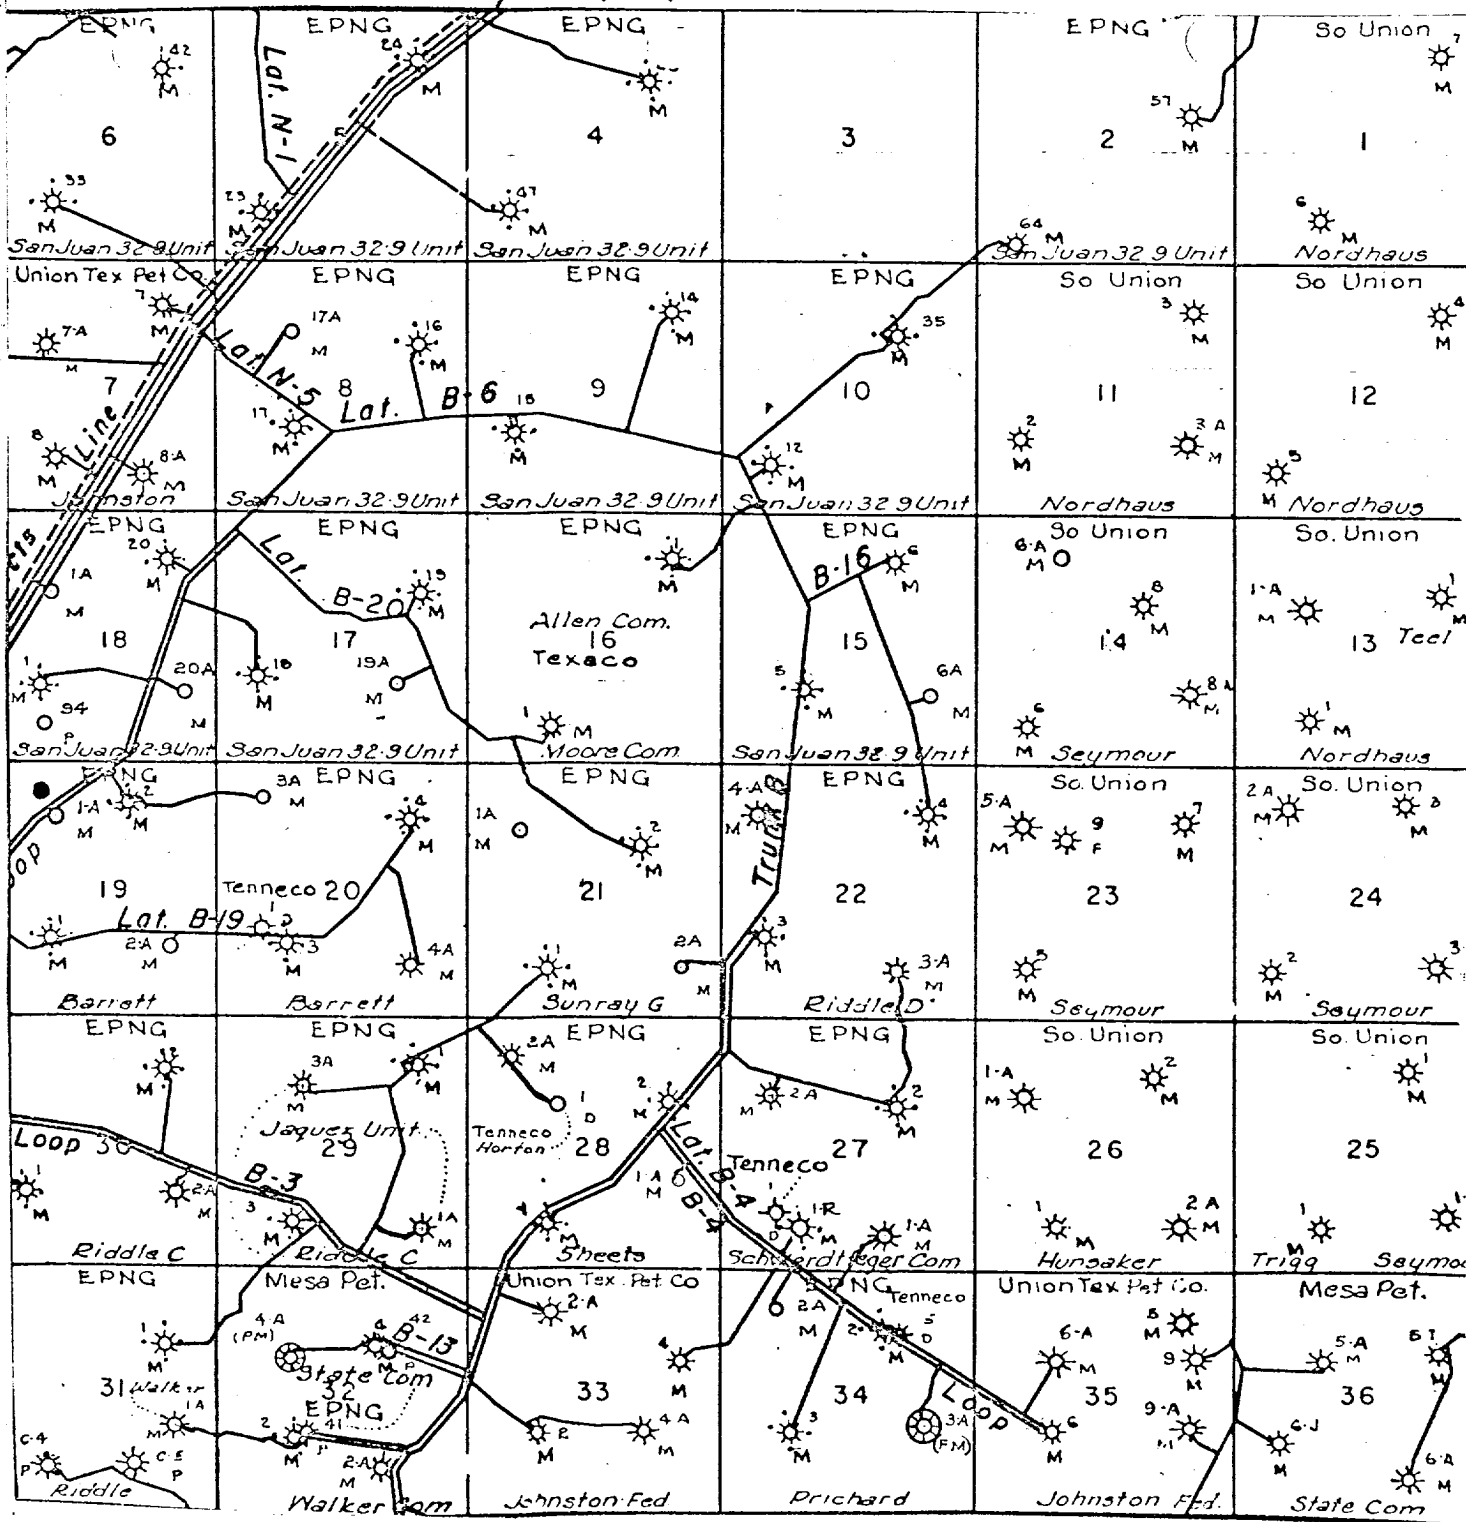 EPNG EPNG EPNG EPNG So Union
42 24 7
M M M M
Lat. N-1 57
M
6 5 4 3 2 1
33 23 47 64 M 6
M M M M
San Juan 32-9 Unit San Juan 32-9 Unit San Juan 32-9 Unit San Juan 32 9 Unit Nordhaus
Union Tex Pet Co. EPNG EPNG EPNG So Union So Union
7 17A 16 14 35 3 4
7-A M M M M M M M
M
Lat. N-5
7 8 9 10 11 12
Lat. B-6
17 15 12 2 3 A 5
8 Line 8-A
M M M M M M M M
Johnston San Juan 32-9 Unit San Juan 32-9 Unit San Juan 32 9 Unit Nordhaus Nordhaus
EPNG EPNG EPNG EPNG So Union So. Union
20 Lat. 1 B-16 6 6-A
M M M M
1A B-20 19 8 1-A 1
M M M M M
Allen Com.
18 17 16 15 14 13 Teel
Texaco
1 20A 18 19A 5 6A 8 A
M M M M M M M
94 1 M 6 1 M
P M
San Juan 32-9 Unit San Juan 32-9 Unit Moore Com. San Juan 32-9 Unit Seymour Nordhaus
EPNG EPNG EPNG EPNG So. Union So. Union
1-A 2 3A 4 1A 2 4-A 4 5-A 9 7 2A 3
M M M M M M M M M F M M M
Loop Trunk B
19 Tenneco 20 21 22 23 24
Lat. B-19
1 2-A 1 D 3 4-A 1 2A 3 3-A 3 2 3
M M M M M M M M M M
Barrett Barrett Sunray G Riddle D Seymour Seymour
EPNG EPNG EPNG EPNG So. Union So. Union
12 3A 1 2A 1 2 2A 2 1-A 2 1
M M M M D M M M M M M
Loop 30 Jaquez Unit 29 Tenneco Horton 28 27 26 25
Lat. B-4
Tenneco
B-3 B-4
1 2-A 3 1A 4 1-A 1 D 1-R 1-A 1 2 A 1
M M M M M M M M M
Riddle C Riddle C Sheets Schwerdtfeger Com Hunsaker Trigg Seymo
EPNG Mesa Pet. Union Tex. Pet Co EPNG Tenneco Union Tex Pet Co. Mesa Pet.
1 4-A (PM) 4 42 2-A 2A 2 5 D 6-A 8 5-A
M M P M M M M M M
B-13 4 9
State Com M M
31 Walker 32 33 34 35 36
EPNG Loop
1A 2 41 2 4-A 3 3A (PM) 6 9-A 6-J
M M P M M M M M M
C-4 C-5 2-A 6-A
P P M M
Riddle Walker Com Johnston-Fed Prichard Johnston Fed. State Com